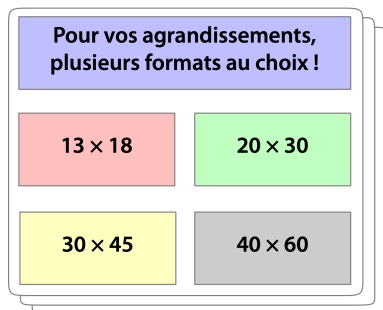 Pour vos agrandissements,
plusieurs formats au choix !
13 × 18
20 × 30
30 × 45
40 × 60